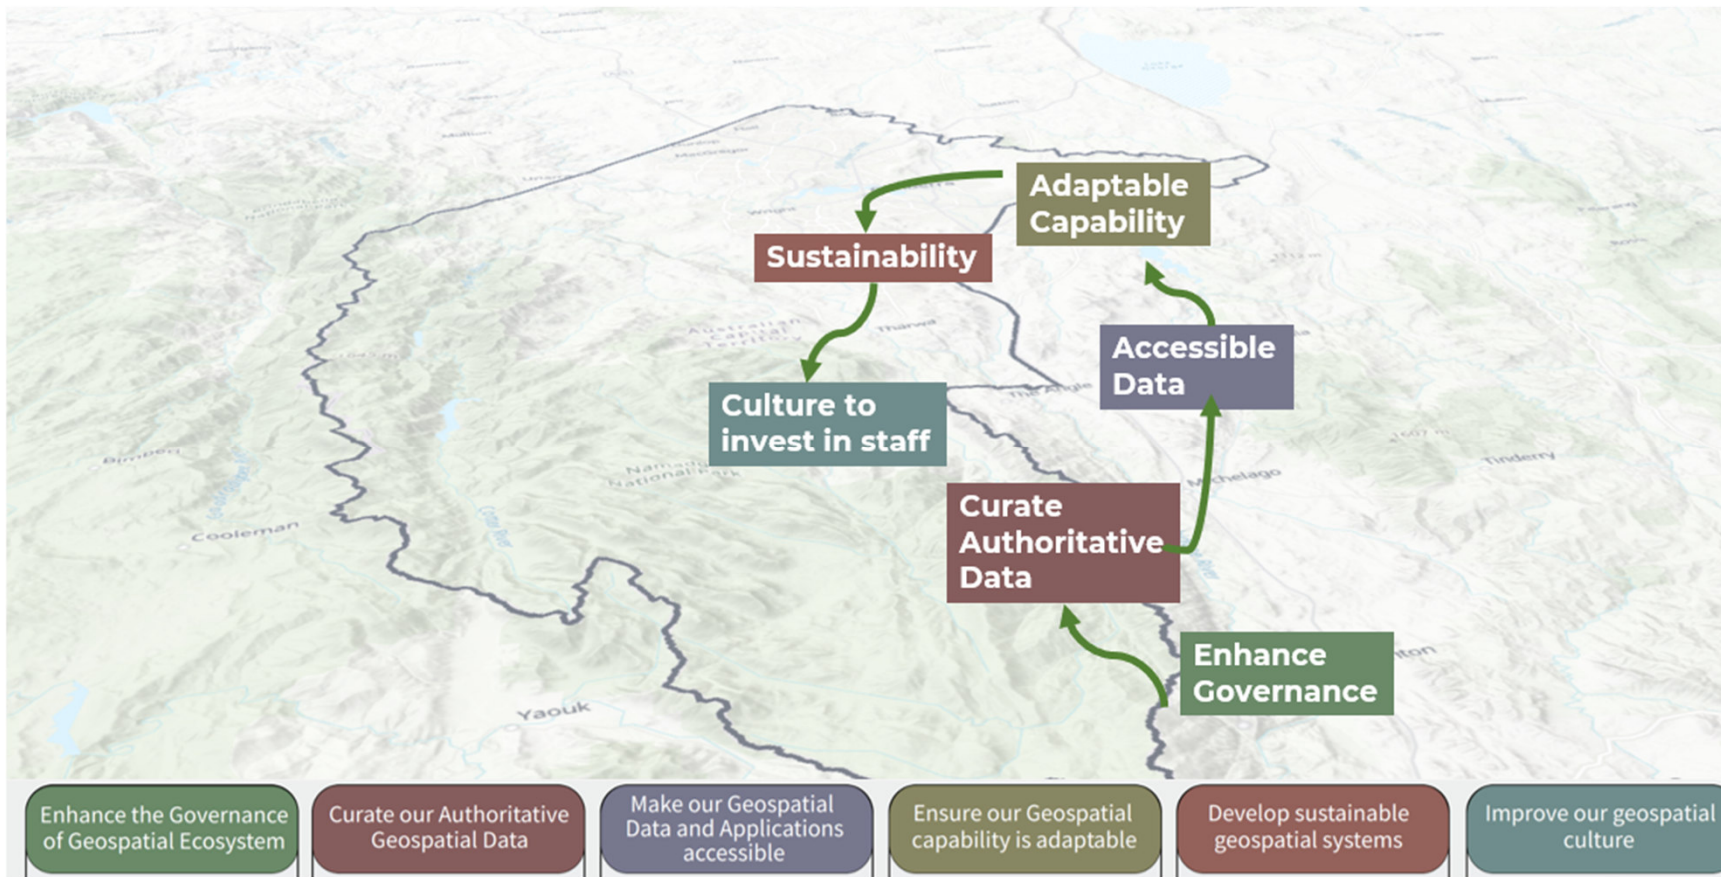 Adaptable
Capability
Sustainability
Accessible
Data
Culture to
invest in staff
Curate
Authoritative
Data
Enhance
Governance
Wright
Tharwa
Australian
Capital
Territory
The Angle
Michelago
Tinderry
Cooleman
Yaouk
Enhance the Governance
of Geospatial Ecosystem
Curate our Authoritative
Geospatial Data
Make our Geospatial
Data and Applications
accessible
Ensure our Geospatial
capability is adaptable
Develop sustainable
geospatial systems
Improve our geospatial
culture